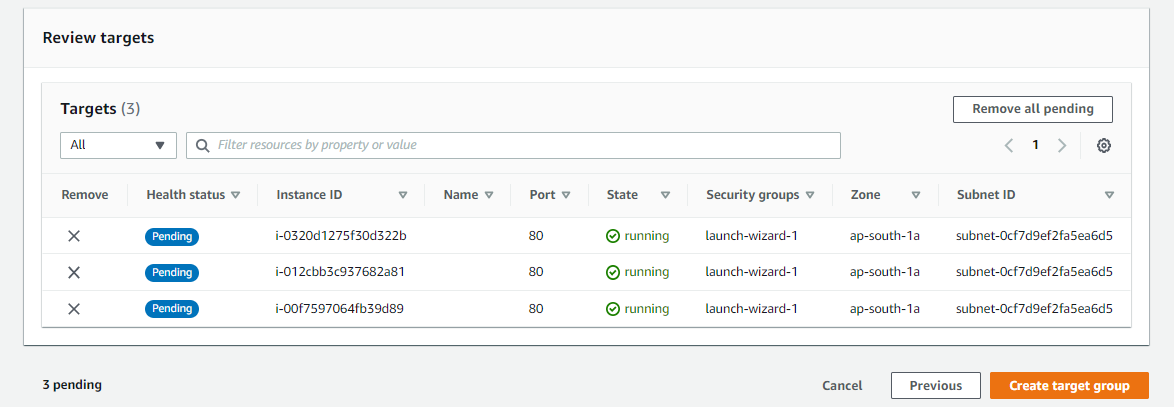 Review targets
Targets (3)
Remove all pending
All
Filter resources by property or value
1
Remove Health status Instance ID Name Port State Security groups Zone Subnet ID
Pending i-0320d1275f30d322b 80 running launch-wizard-1 ap-south-1a subnet-0cf7d9ef2fa5ea6d5
Pending i-012cbb3c937682a81 80 running launch-wizard-1 ap-south-1a subnet-0cf7d9ef2fa5ea6d5
Pending i-00f7597064fb39d89 80 running launch-wizard-1 ap-south-1a subnet-0cf7d9ef2fa5ea6d5
3 pending
Cancel Previous Create target group